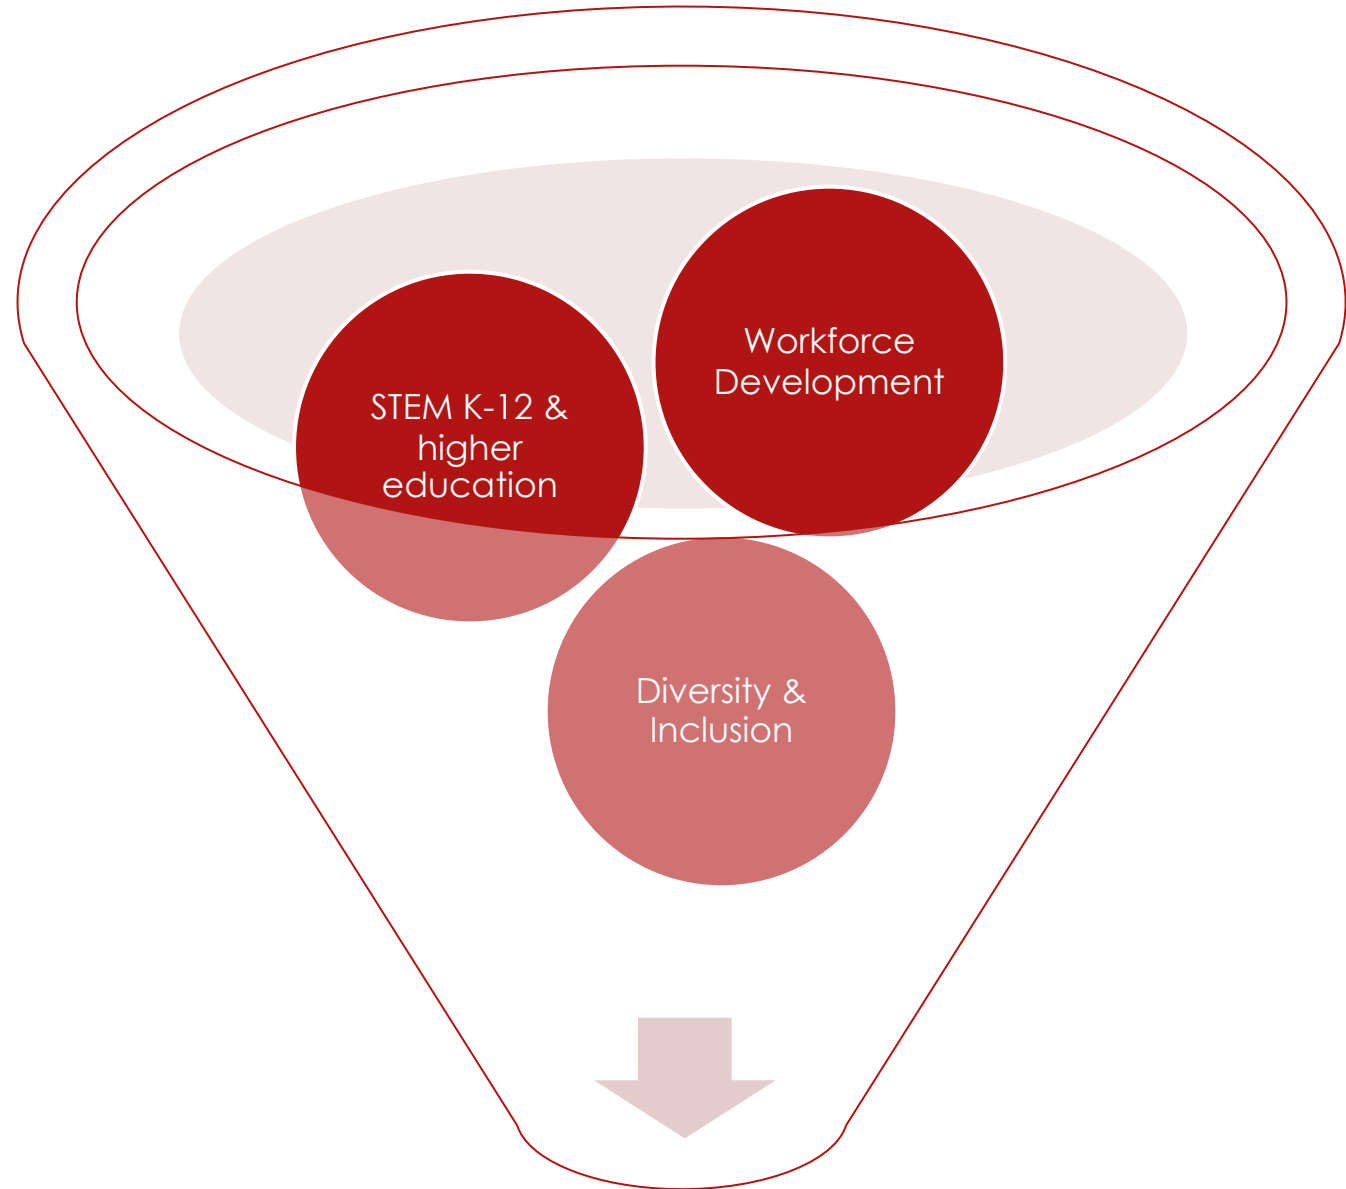 Workforce
Development
STEM K-12 &
higher
education
Diversity &
Inclusion